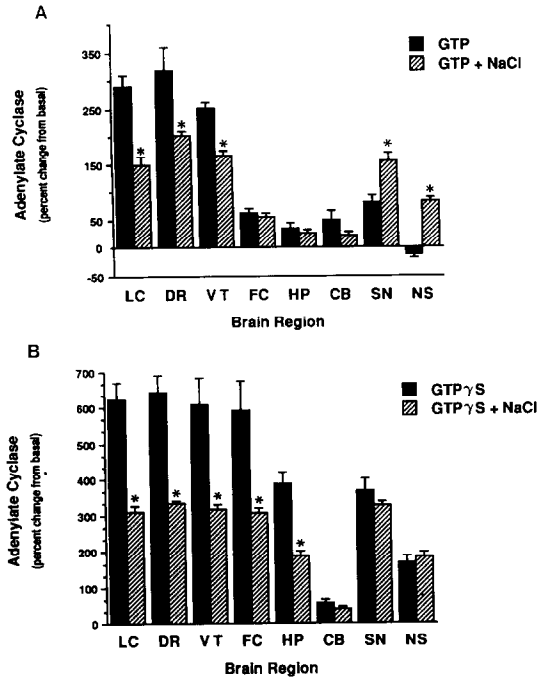 A
GTP
GTP + NaCl
Adenylate Cyclase
(percent change from basal)
350
250
150
50
0
-50
*
*
*
*
*
LC DR VT FC HP CB SN NS
Brain Region
B
GTPγS
GTPγS + NaCl
Adenylate Cyclase
(percent change from basal)
700
600
500
400
300
200
100
0
*
*
*
*
*
LC DR VT FC HP CB SN NS
Brain Region